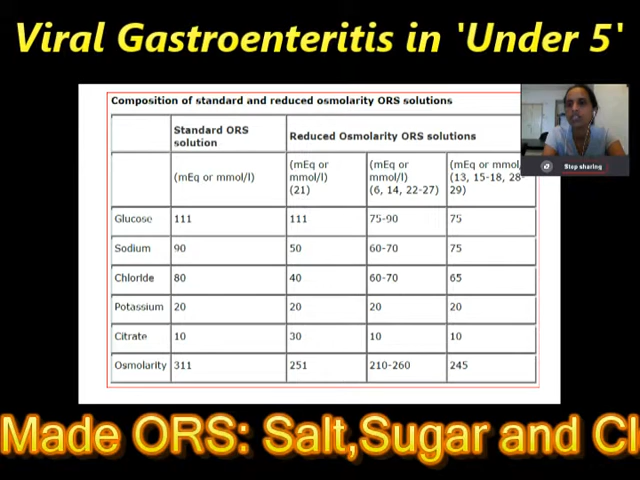 Viral Gastroenteritis in 'Under 5'
Composition of standard and reduced osmolarity ORS solutions
Standard ORS solution Reduced Osmolarity ORS solutions
(mEq or mmol/l) (mEq or mmol/l) (21) (mEq or mmol/l) (6, 14, 22-27) (mEq or mmol/ (13, 15-18, 28-29)
Glucose 111 111 75-90 75
Sodium 90 50 60-70 75
Chloride 80 40 60-70 65
Potassium 20 20 20 20
Citrate 10 30 10 10
Osmolarity 311 251 210-260 245
Stop sharing
Made ORS: Salt,Sugar and